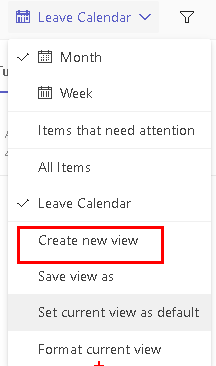 Leave Calendar
Month
Week
Items that need attention
All Items
Leave Calendar
Create new view
Save view as
Set current view as default
Format current view